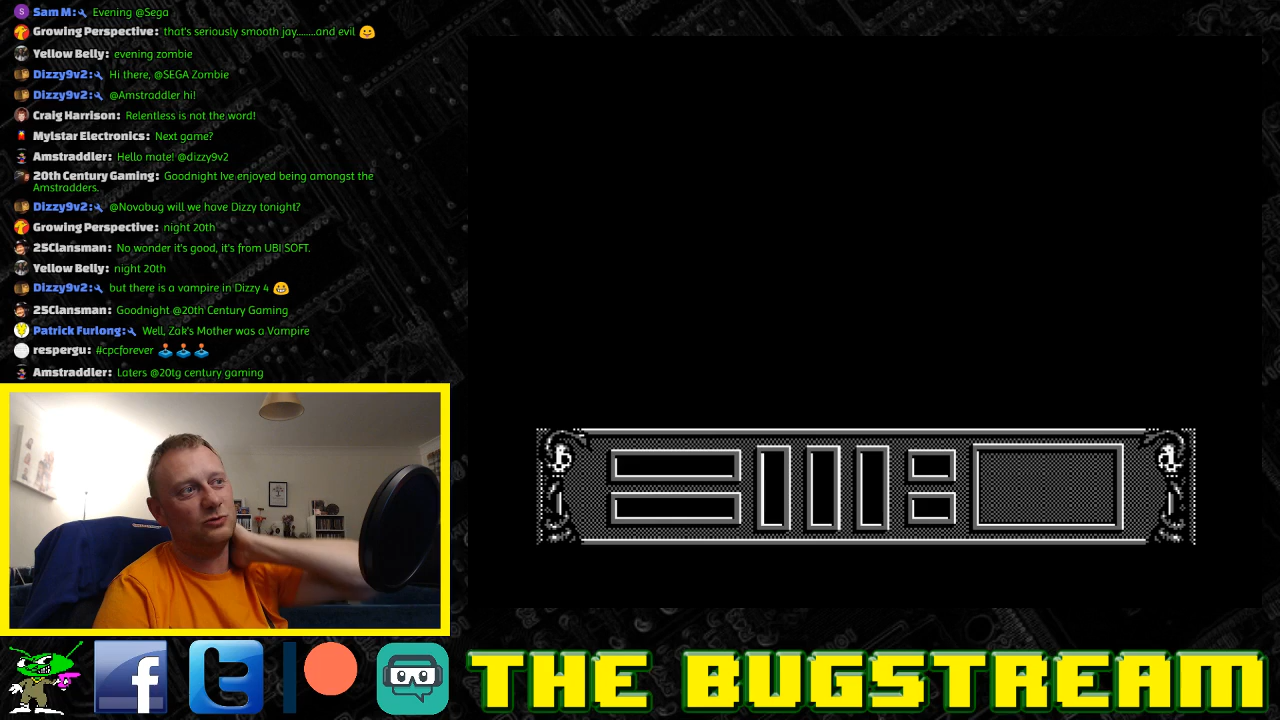 Sam M: Evening @Sega
Growing Perspective: that's seriously smooth jay........and evil
Yellow Belly: evening zombie
Dizzy9v2: Hi there, @SEGA Zombie
Dizzy9v2: @Amstraddler hi!
Craig Harrison: Relentless is not the word!
Mylstar Electronics: Next game?
Amstraddler: Hello mate! @dizzy9v2
20th Century Gaming: Goodnight Ive enjoyed being amongst the
Amstradders.
Dizzy9v2: @Novabug will we have Dizzy tonight?
Growing Perspective: night 20th
25Clansman: No wonder it's good, it's from UBI SOFT.
Yellow Belly: night 20th
Dizzy9v2: but there is a vampire in Dizzy 4
25Clansman: Goodnight @20th Century Gaming
Patrick Furlong: Well, Zak's Mother was a Vampire
respergu: #cpcforever
Amstraddler: Laters @20tg century gaming
THE BUGSTREAM